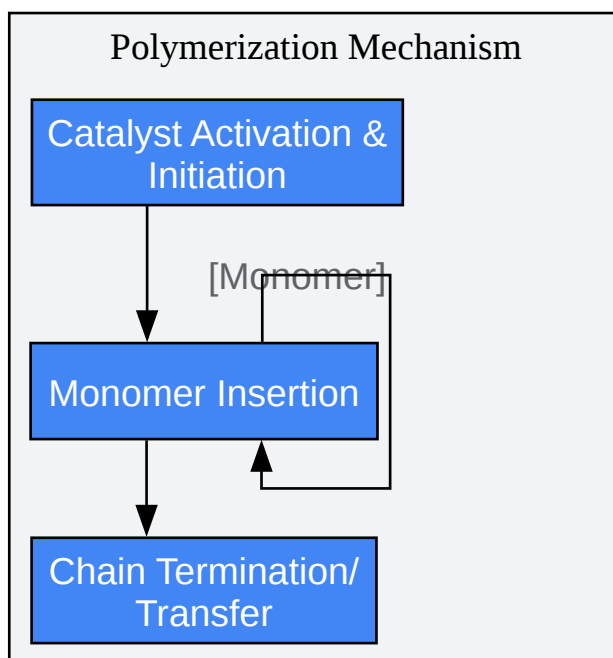 Polymerization Mechanism
Catalyst Activation &
Initiation
[Monomer]
Monomer Insertion
Chain Termination/
Transfer